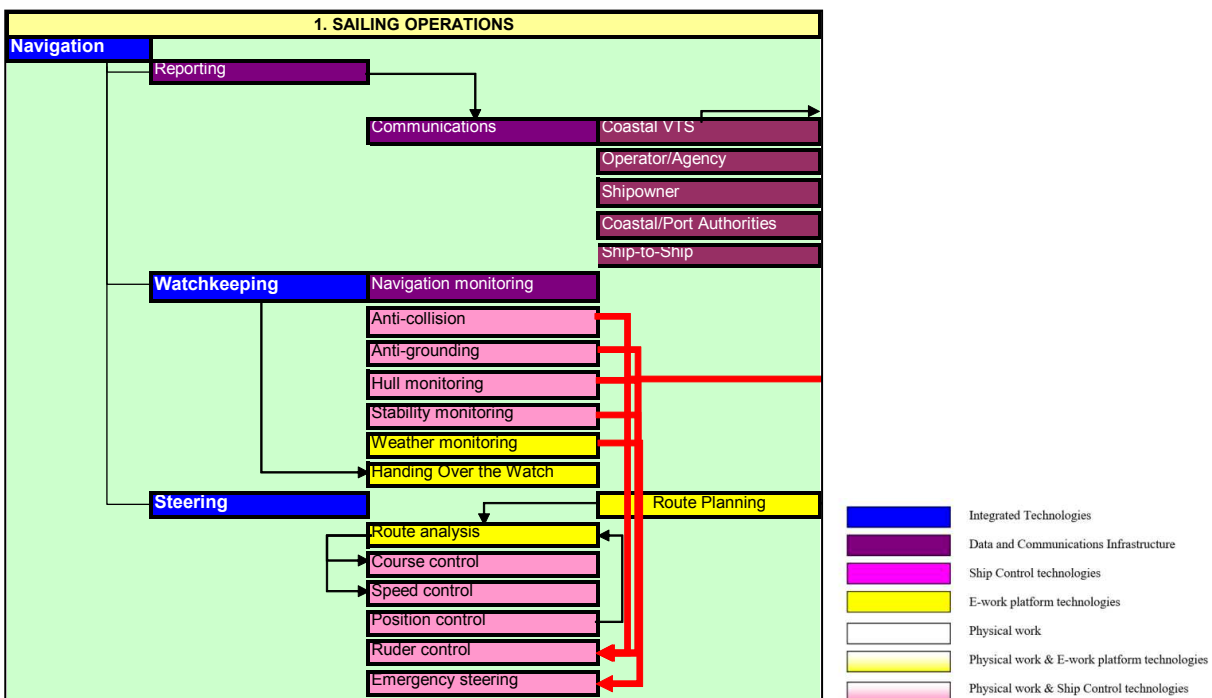 1. SAILING OPERATIONS
Navigation
Reporting
Communications
Coastal VTS
Operator/Agency
Shipowner
Coastal/Port Authorities
Ship-to-Ship
Watchkeeping
Navigation monitoring
Anti-collision
Anti-grounding
Hull monitoring
Stability monitoring
Weather monitoring
Handing Over the Watch
Steering
Route Planning
Route analysis
Course control
Speed control
Position control
Ruder control
Emergency steering
Integrated Technologies
Data and Communications Infrastructure
Ship Control technologies
E-work platform technologies
Physical work
Physical work & E-work platform technologies
Physical work & Ship Control technologies